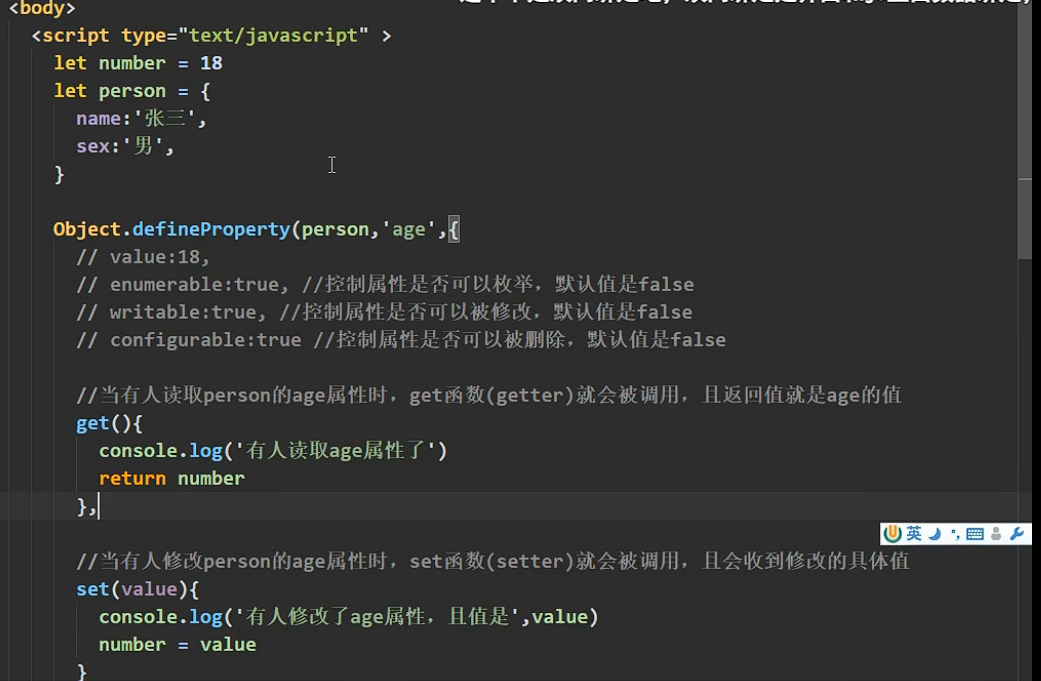 <body>
<script type="text/javascript" >
let number = 18
let person = {
name:'张三',
sex:'男',
}
Object.defineProperty(person,'age',{
// value:18,
// enumerable:true, //控制属性是否可以枚举，默认值是false
// writable:true, //控制属性是否可以被修改，默认值是false
// configurable:true //控制属性是否可以被删除，默认值是false
//当有人读取person的age属性时，get函数(getter)就会被调用，且返回值就是age的值
get(){
console.log('有人读取age属性了')
return number
},
英
//当有人修改person的age属性时，set函数(setter)就会被调用，且会收到修改的具体值
set(value){
console.log('有人修改了age属性，且值是',value)
number = value
}